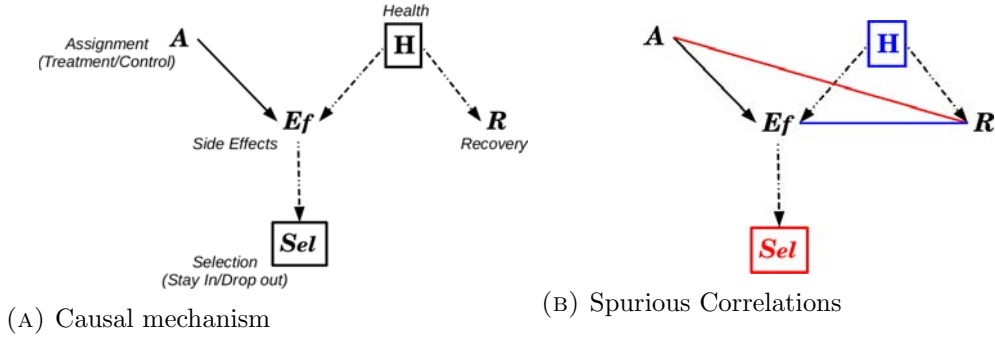 Health
Assignment
(Treatment/Control)
A
H
Ef
Side Effects
R
Recovery
Sel
Selection
(Stay In/Drop out)
(A) Causal mechanism
A
H
Ef
R
Sel
(B) Spurious Correlations